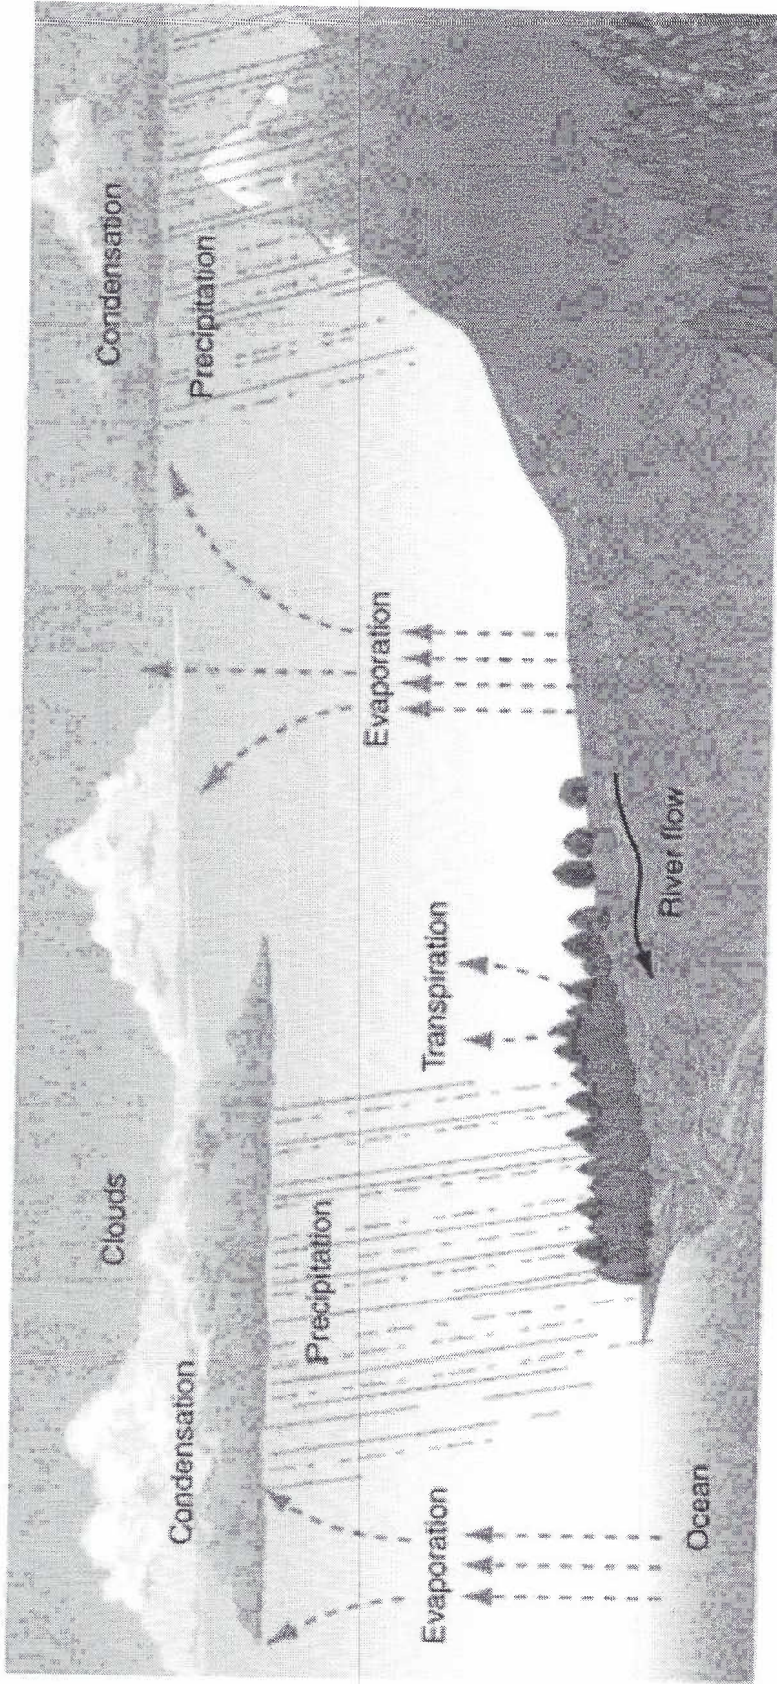 Clouds
Condensation
Condensation
Precipitation
Precipitation
Evaporation
Transpiration
Evaporation
River flow
Ocean